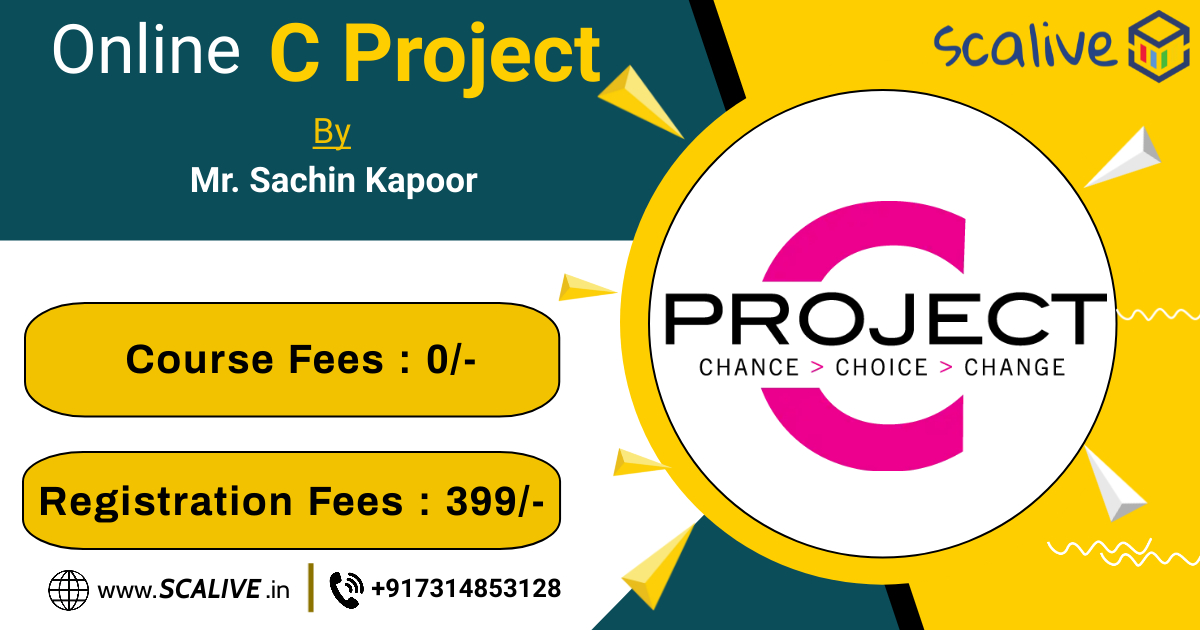 Online C Project
By
Mr. Sachin Kapoor
scalive
C
PROJECT
CHANCE > CHOICE > CHANGE
Course Fees : 0/-
Registration Fees : 399/-
www.SCALIVE.in
+917314853128